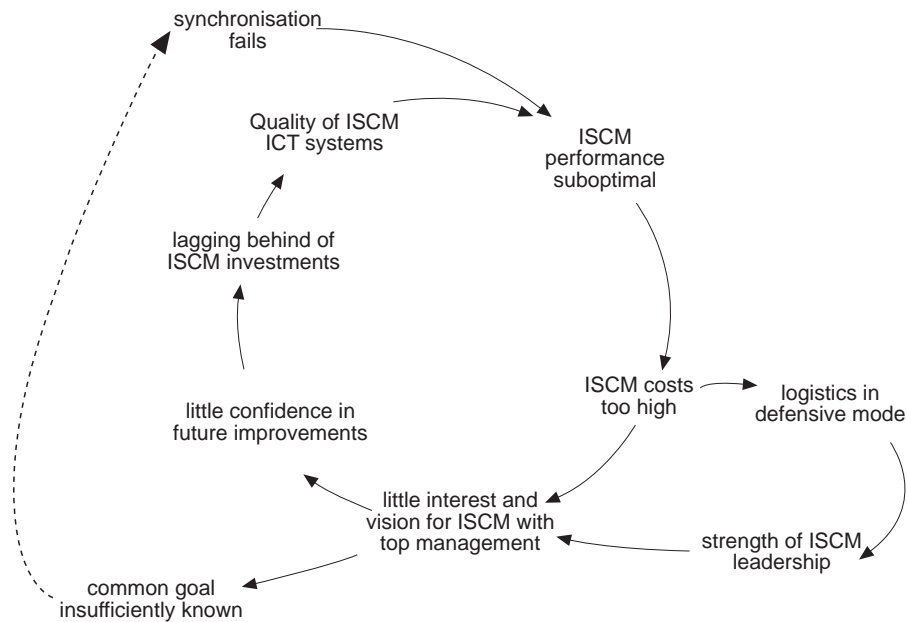 synchronisation
fails
Quality of ISCM
ICT systems
ISCM
performance
suboptimal
lagging behind of
ISCM investments
ISCM costs
too high
logistics in
defensive mode
little confidence in
future improvements
little interest and
vision for ISCM with
top management
strength of ISCM
leadership
common goal
insufficiently known